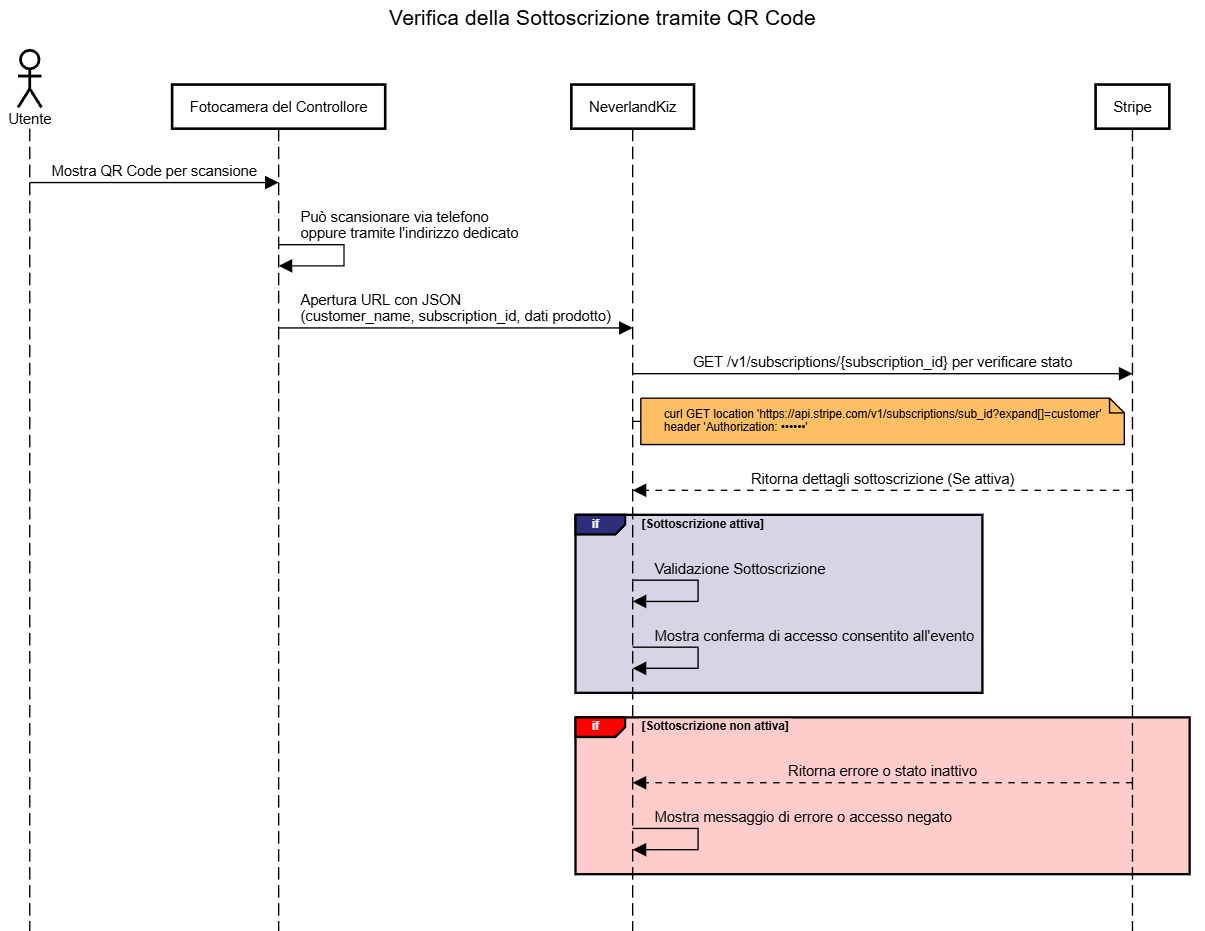 Verifica della Sottoscrizione tramite QR Code
Utente
Fotocamera del Controllore
NeverlandKiz
Stripe
Mostra QR Code per scansione
Può scansionare via telefono
oppure tramite l'indirizzo dedicato
Apertura URL con JSON
(customer_name, subscription_id, dati prodotto)
GET /v1/subscriptions/{subscription_id} per verificare stato
curl GET location 'https://api.stripe.com/v1/subscriptions/sub_id?expand[]=customer'
header 'Authorization: ••••••'
Ritorna dettagli sottoscrizione (Se attiva)
if [Sottoscrizione attiva]
Validazione Sottoscrizione
Mostra conferma di accesso consentito all'evento
if [Sottoscrizione non attiva]
Ritorna errore o stato inattivo
Mostra messaggio di errore o accesso negato